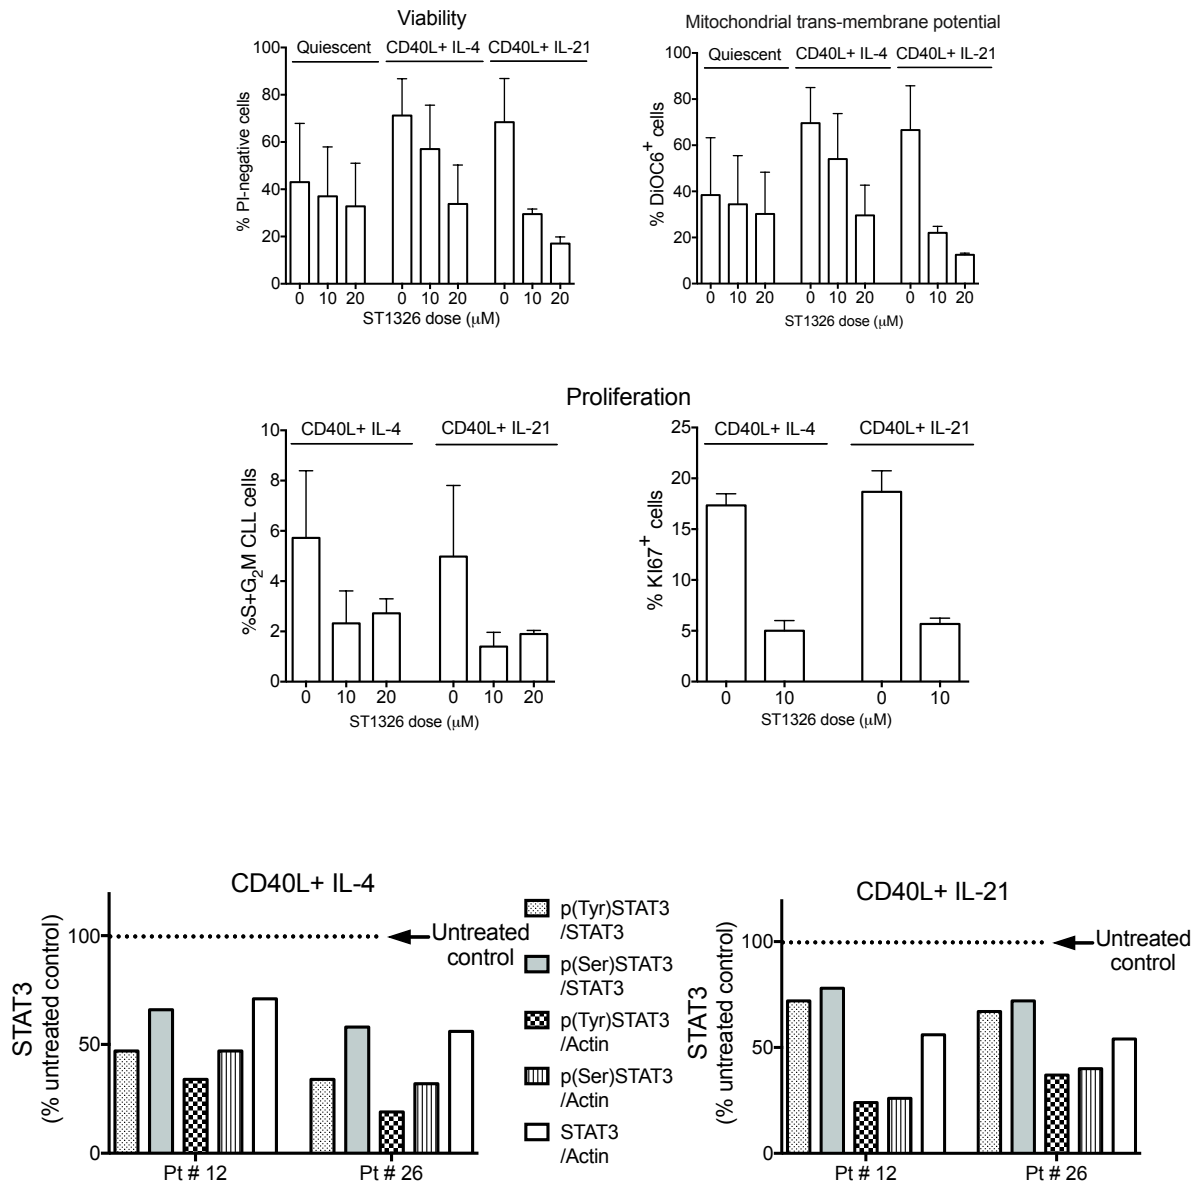 Viability
Quiescent CD40L+ IL-4 CD40L+ IL-21
% PI-negative cells
100
80
60
40
20
0
0 10 20 0 10 20 0 10 20
ST1326 dose (μM)
Mitochondrial trans-membrane potential
Quiescent CD40L+ IL-4 CD40L+ IL-21
% DiOC6+ cells
100
80
60
40
20
0
0 10 20 0 10 20 0 10 20
ST1326 dose (μM)
Proliferation
CD40L+ IL-4 CD40L+ IL-21
%S+G2M CLL cells
10
8
6
4
2
0
0 10 20 0 10 20
ST1326 dose (μM)
CD40L+ IL-4 CD40L+ IL-21
% KI67+ cells
25
20
15
10
5
0
0 10 0 10
ST1326 dose (μM)
CD40L+ IL-4
STAT3
(% untreated control)
100
50
0
Untreated
control
Pt # 12 Pt # 26
p(Tyr)STAT3
/STAT3
p(Ser)STAT3
/STAT3
p(Tyr)STAT3
/Actin
p(Ser)STAT3
/Actin
STAT3
/Actin
CD40L+ IL-21
STAT3
(% untreated control)
100
50
0
Untreated
control
Pt # 12 Pt # 26